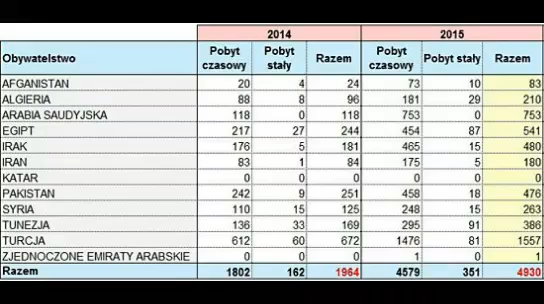 2014 2015
Obywatelstwo Pobyt czasowy Pobyt stały Razem Pobyt czasowy Pobyt stały Razem
AFGANISTAN 20 4 24 73 10 83
ALGIERIA 88 8 96 181 29 210
ARABIA SAUDYJSKA 118 0 118 753 0 753
EGIPT 217 27 244 454 87 541
IRAK 176 5 181 465 15 480
IRAN 83 1 84 175 5 180
KATAR 0 0 0 0 0 0
PAKISTAN 242 9 251 458 18 476
SYRIA 110 15 125 248 15 263
TUNEZJA 136 33 169 295 91 386
TURCJA 612 60 672 1476 81 1557
ZJEDNOCZONE EMIRATY ARABSKIE 0 0 0 1 0 1
Razem 1802 162 1964 4579 351 4930